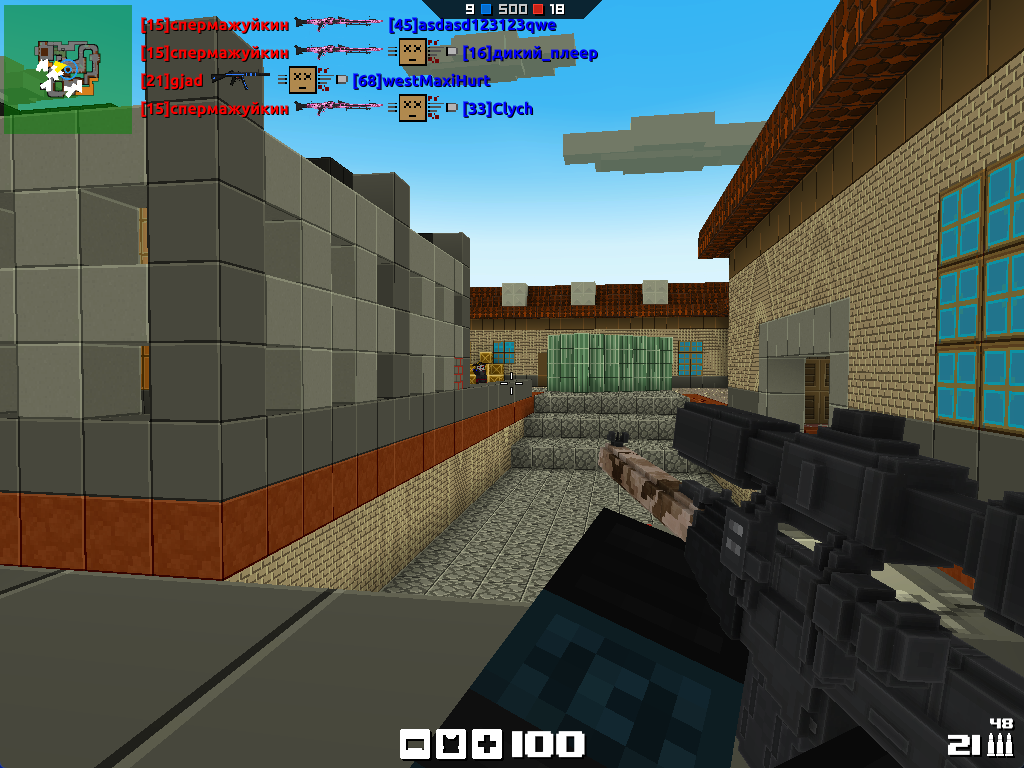 9 500 18
[15]спермажуйкин [45]asdasd123123qwe
[15]спермажуйкин [16]дикий_плеер
[21]gjad [68]westMaxiHurt
[15]спермажуйкин [33]Clych
100
48
21